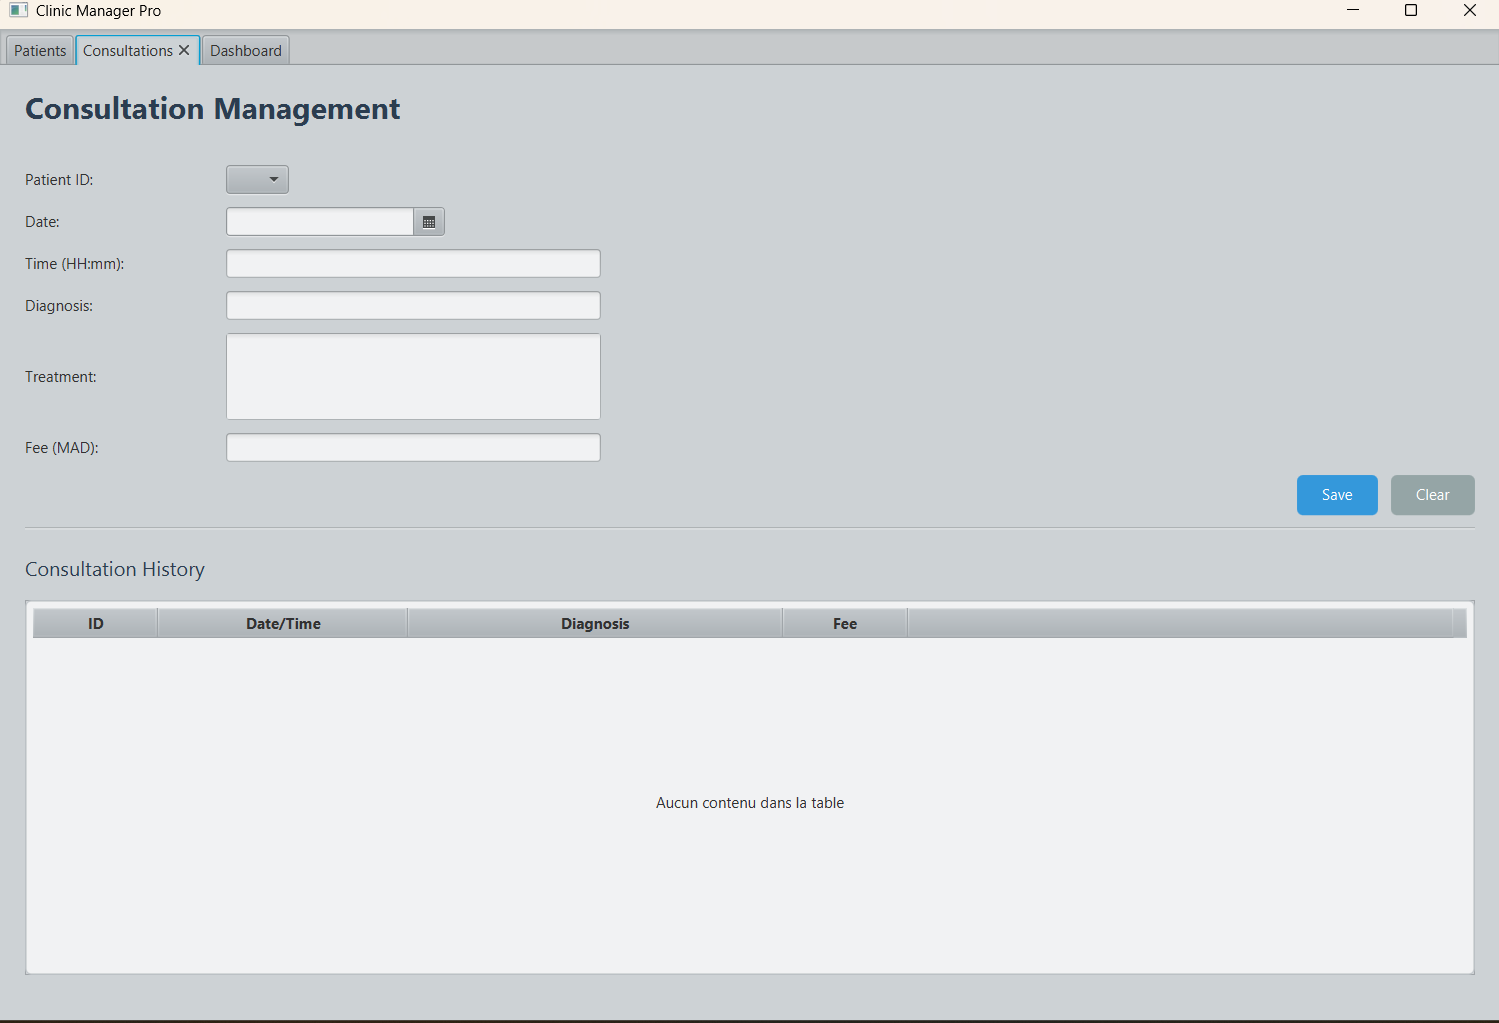 Clinic Manager Pro
Patients Consultations Dashboard
Consultation Management
Patient ID:
Date:
Time (HH:mm):
Diagnosis:
Treatment:
Fee (MAD):
Save Clear
Consultation History
ID Date/Time Diagnosis Fee
Aucun contenu dans la table